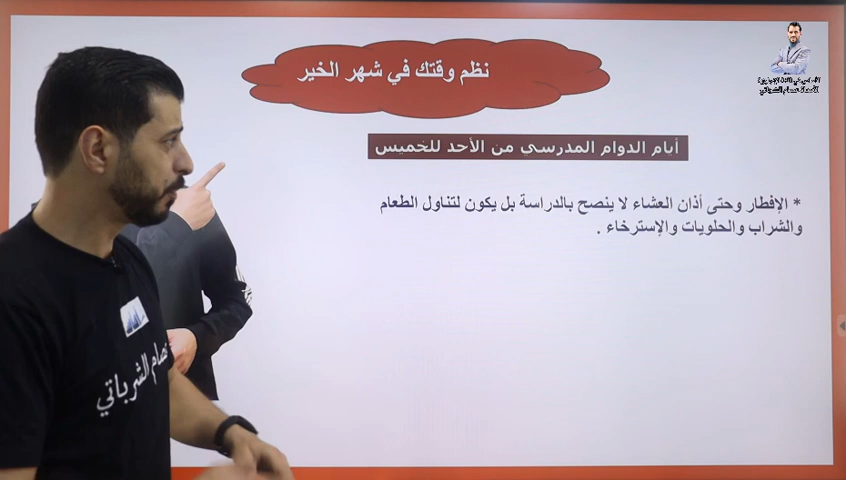 نظم وقتك في شهر الخير
أيام الدوام المدرسي من الأحد للخميس
* الإفطار وحتى أذان العشاء لا ينصح بالدراسة بل يكون لتناول الطعام
والشراب والحلويات والإسترخاء .
عصام الشرباتي